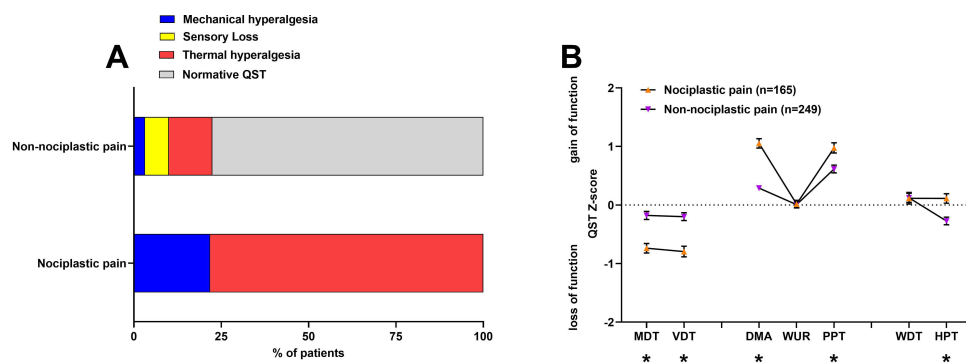 A
Mechanical hyperalgesia
Sensory Loss
Thermal hyperalgesia
Normative QST
Non-nociplastic pain
Nociplastic pain
0 25 50 75 100
% of patients
B
Nociplastic pain (n=165)
Non-nociplastic pain (n=249)
gain of function
QST Z-score
loss of function
2
1
0
-1
-2
MDT VDT DMA WUR PPT WDT HPT
* * * * *